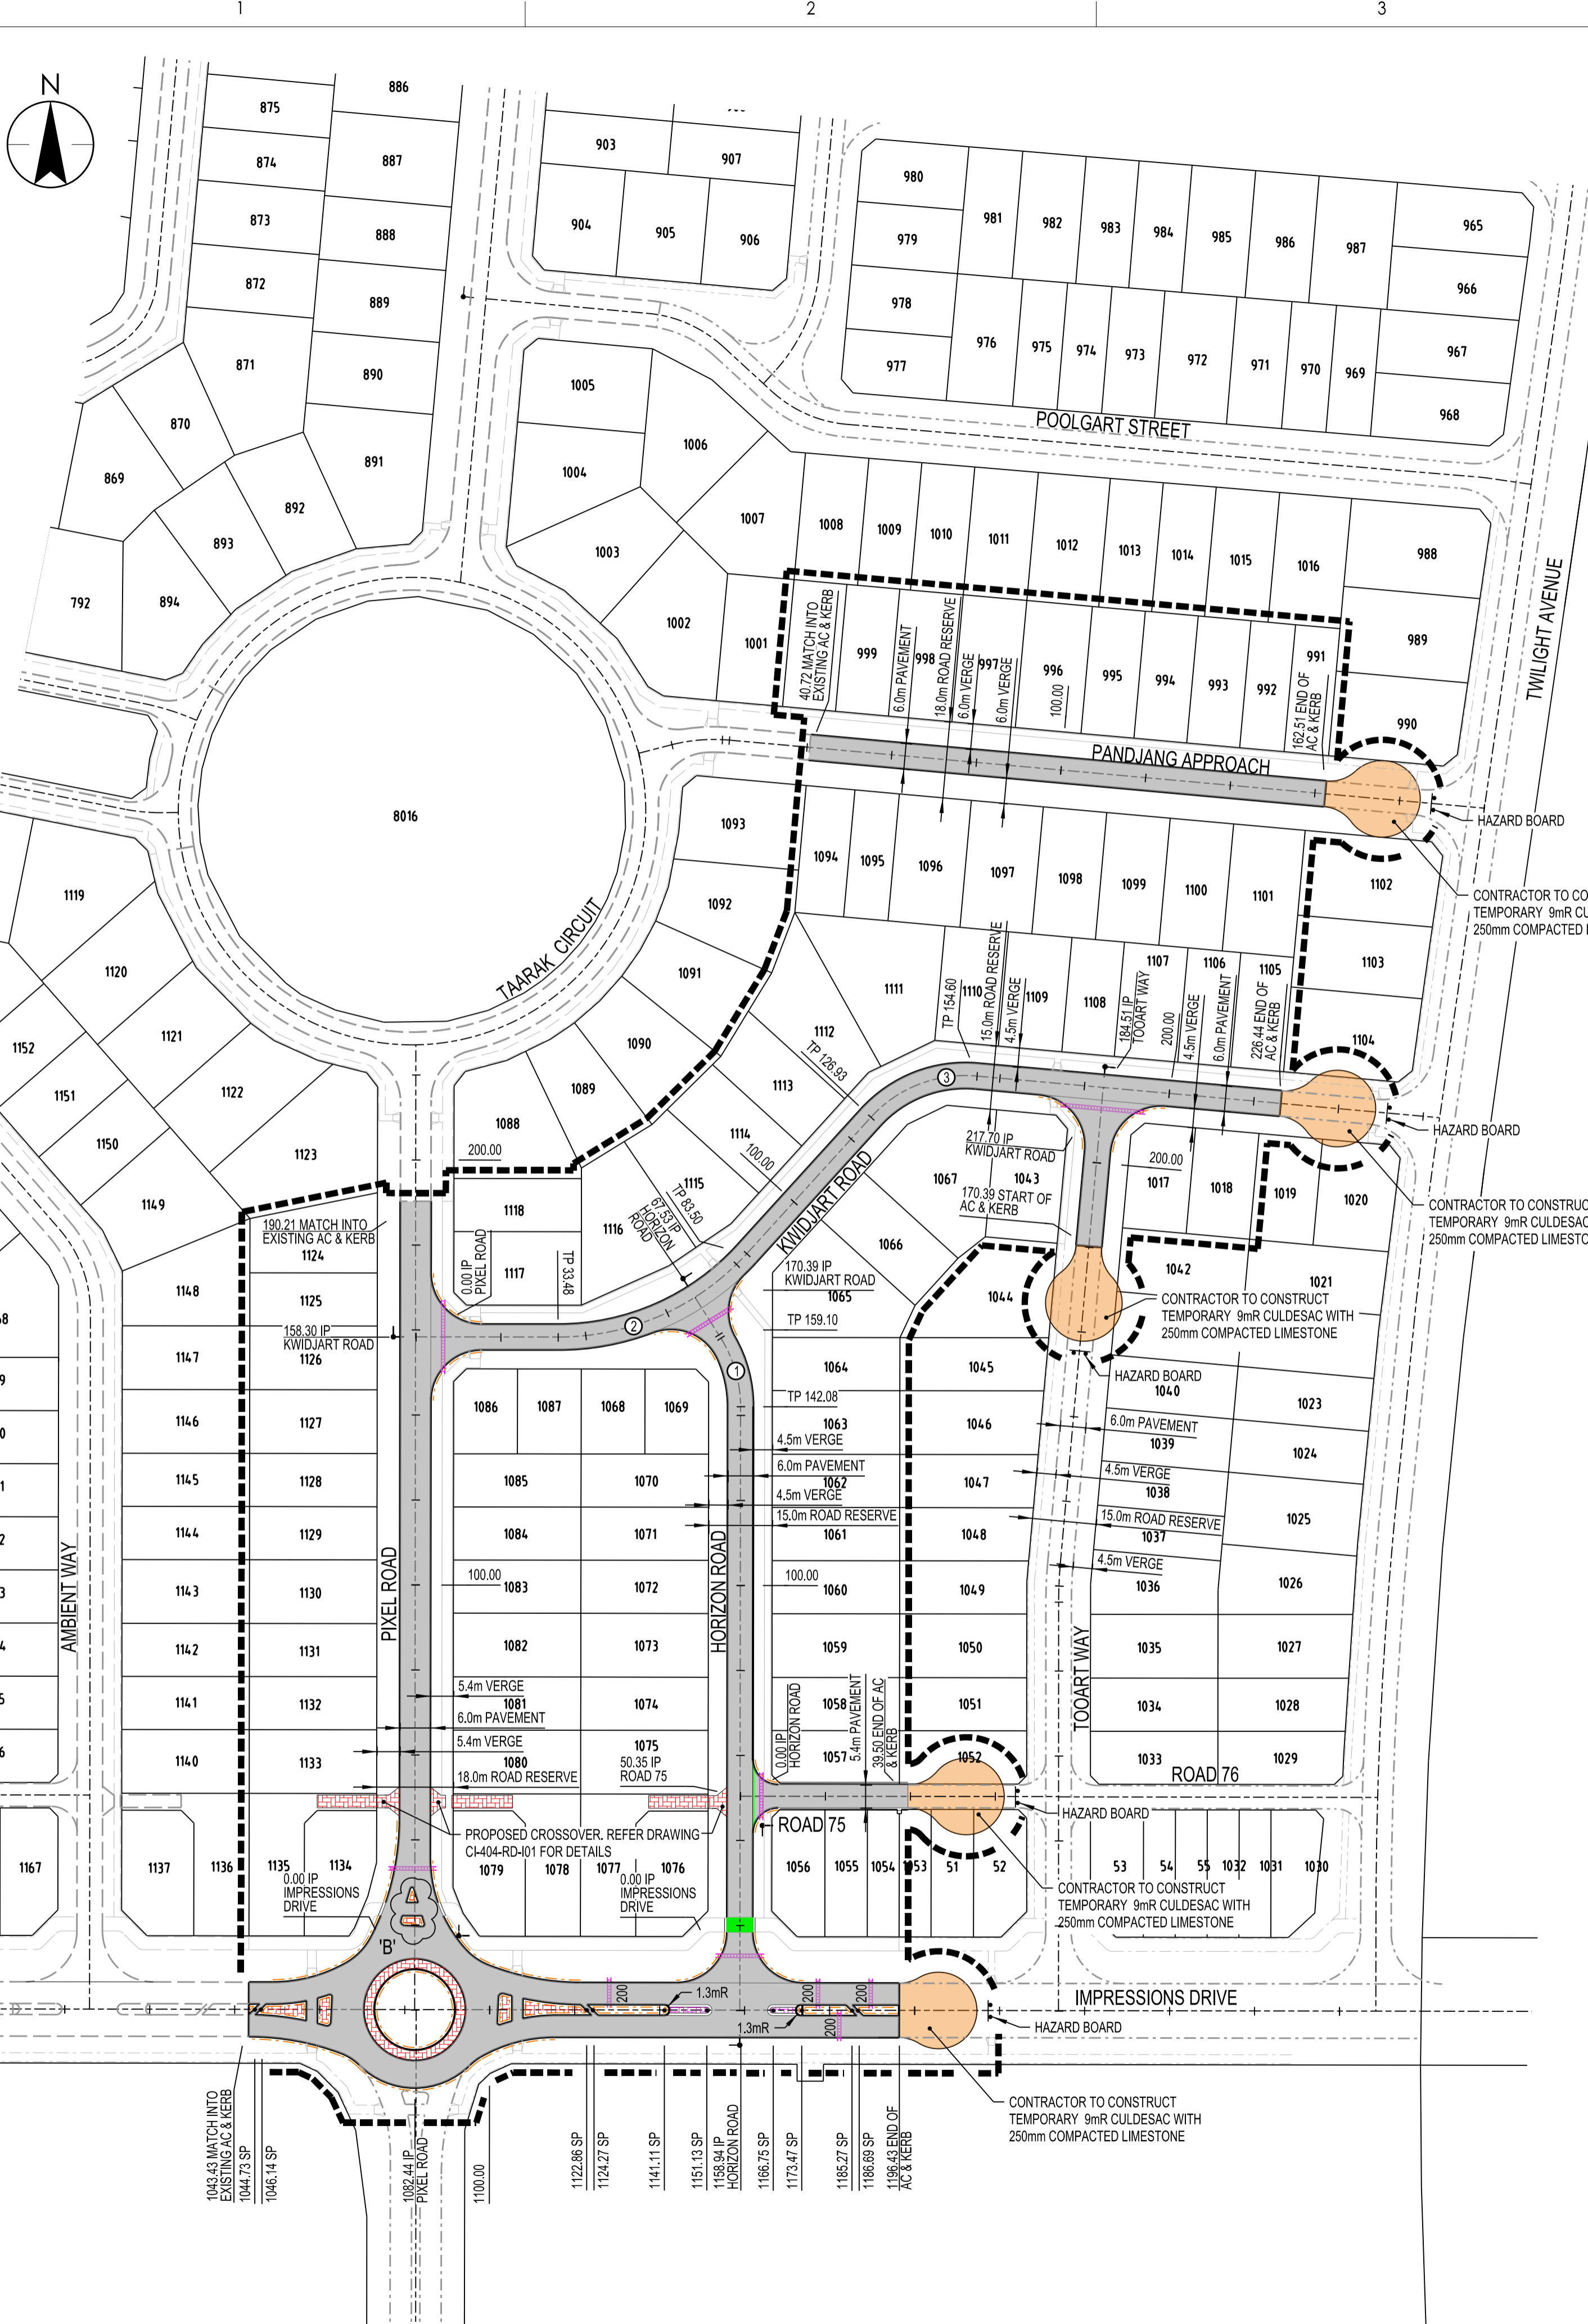 1
2
3
N
875
886
874
887
873
888
872
889
871
890
870
891
869
892
893
894
792
903
907
904
905
906
980
979
978
977
981
982
983
984
985
986
987
965
966
967
968
976
975
974
973
972
971
970
969
POOLGART STREET
TWILIGHT AVENUE
1005
1006
1004
1003
1007
1002
1001
1008
1009
1010
1011
1012
1013
1014
1015
1016
988
989
990
999
998
997
996
995
994
993
992
991
40.72 MATCH INTO
EXISTING AC & KERB
6.0m PAVEMENT
18.0m ROAD RESERVE
6.0m VERGE
6.0m VERGE
100.00
162.51 END OF
AC & KERB
PANDJANG APPROACH
HAZARD BOARD
CONTRACTOR TO CO
TEMPORARY 9mR CU
250mm COMPACTED
8016
TAARAK CIRCUIT
1093
1092
1091
1090
1089
1088
1094
1095
1096
1097
1098
1099
1100
1101
1102
1103
1104
1105
1106
1107
1108
1109
1110
1111
1112
1113
1114
1115
1116
1117
1118
TP 154.60
15.0m ROAD RESERVE
4.5m VERGE
184.51 IP
TOOART WAY
200.00
4.5m VERGE
6.0m PAVEMENT
226.44 END OF
AC & KERB
HAZARD BOARD
CONTRACTOR TO CONSTRUC
TEMPORARY 9mR CULDESAC
250mm COMPACTED LIMESTO
TP 126.93
100.00
TP 83.50
67.53 IP
HORIZON
ROAD
KWIDJART ROAD
3
2
1
217.70 IP
KWIDJART ROAD
170.39 START OF
AC & KERB
200.00
1067
1043
1017
1018
1019
1020
1066
1065
1044
1042
1021
170.39 IP
KWIDJART ROAD
TP 159.10
TP 142.08
CONTRACTOR TO CONSTRUCT
TEMPORARY 9mR CULDESAC WITH
250mm COMPACTED LIMESTONE
HAZARD BOARD
1119
1120
1121
1122
1123
1152
1151
1150
1149
1148
1147
1146
1145
1144
1143
1142
1141
1140
200.00
190.21 MATCH INTO
EXISTING AC & KERB
0.00 IP
PIXEL ROAD
TP 33.48
158.30 IP
KWIDJART ROAD
1124
1125
1126
1127
1128
1129
1130
1131
1132
1133
1086
1087
1068
1069
1085
1070
1084
1071
1083
1072
1082
1073
1081
1074
1080
1075
1064
1063
1062
1061
1060
1059
1058
1057
1045
1046
1047
1048
1049
1050
1051
1052
1040
1039
1038
1037
1036
1035
1034
1033
1023
1024
1025
1026
1027
1028
1029
4.5m VERGE
6.0m PAVEMENT
4.5m VERGE
15.0m ROAD RESERVE
100.00
100.00
6.0m PAVEMENT
4.5m VERGE
15.0m ROAD RESERVE
4.5m VERGE
AMBIENT WAY
PIXEL ROAD
HORIZON ROAD
TOOART WAY
5.4m VERGE
6.0m PAVEMENT
5.4m VERGE
18.0m ROAD RESERVE
50.35 IP
ROAD 75
0.00 IP
HORIZON ROAD
5.4m PAVEMENT
39.50 END OF AC
& KERB
ROAD 76
ROAD 75
HAZARD BOARD
PROPOSED CROSSOVER. REFER DRAWING
CI-404-RD-I01 FOR DETAILS
1167
1137
1136
1135
1134
1079
1078
1077
1076
1056
1055
1054
1053
51
52
53
54
55
1032
1031
1030
0.00 IP
IMPRESSIONS
DRIVE
0.00 IP
IMPRESSIONS
DRIVE
CONTRACTOR TO CONSTRUCT
TEMPORARY 9mR CULDESAC WITH
250mm COMPACTED LIMESTONE
'B'
200
1.3mR
1.3mR
200
200
200
IMPRESSIONS DRIVE
HAZARD BOARD
CONTRACTOR TO CONSTRUCT
TEMPORARY 9mR CULDESAC WITH
250mm COMPACTED LIMESTONE
1043.43 MATCH INTO
EXISTING AC & KERB
1044.73 SP
1046.14 SP
1082.44 IP
PIXEL ROAD
1100.00
1122.86 SP
1124.27 SP
1141.11 SP
1151.13 SP
1158.94 IP
HORIZON ROAD
1166.75 SP
1173.47 SP
1185.27 SP
1186.69 SP
1196.43 END OF
AC & KERB